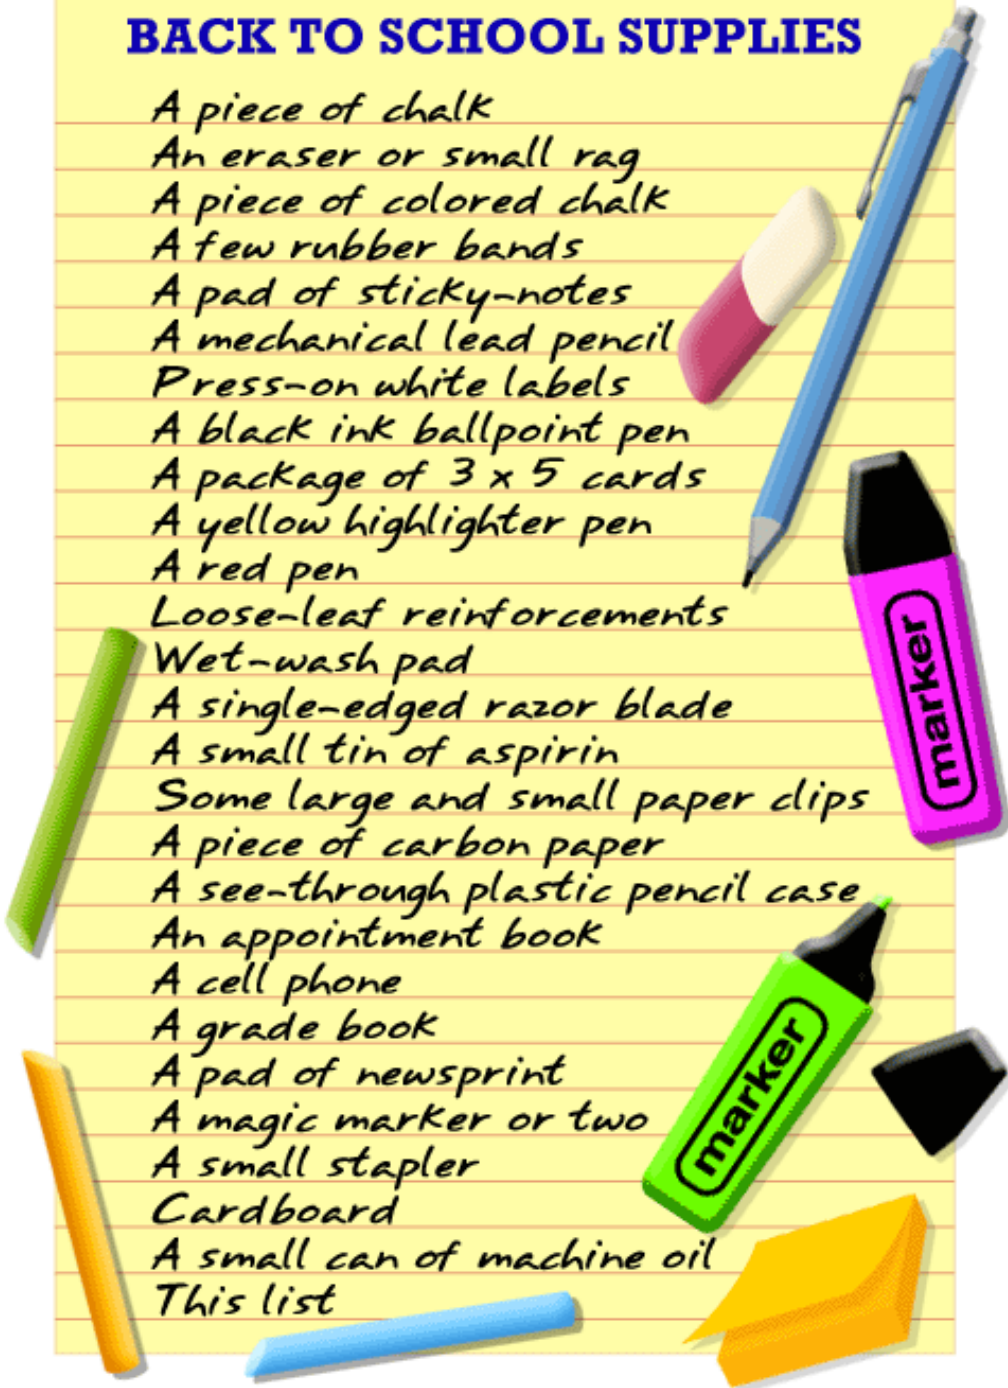 BACK TO SCHOOL SUPPLIES
A piece of chalk
An eraser or small rag
A piece of colored chalk
A few rubber bands
A pad of sticky-notes
A mechanical lead pencil
Press-on white labels
A black ink ballpoint pen
A package of 3 x 5 cards
A yellow highlighter pen
A red pen
Loose-leaf reinforcements
Wet-wash pad
A single-edged razor blade
A small tin of aspirin
Some large and small paper clips
A piece of carbon paper
A see-through plastic pencil case
An appointment book
A cell phone
A grade book
A pad of newsprint
A magic marker or two
A small stapler
Cardboard
A small can of machine oil
This list
marker
marker